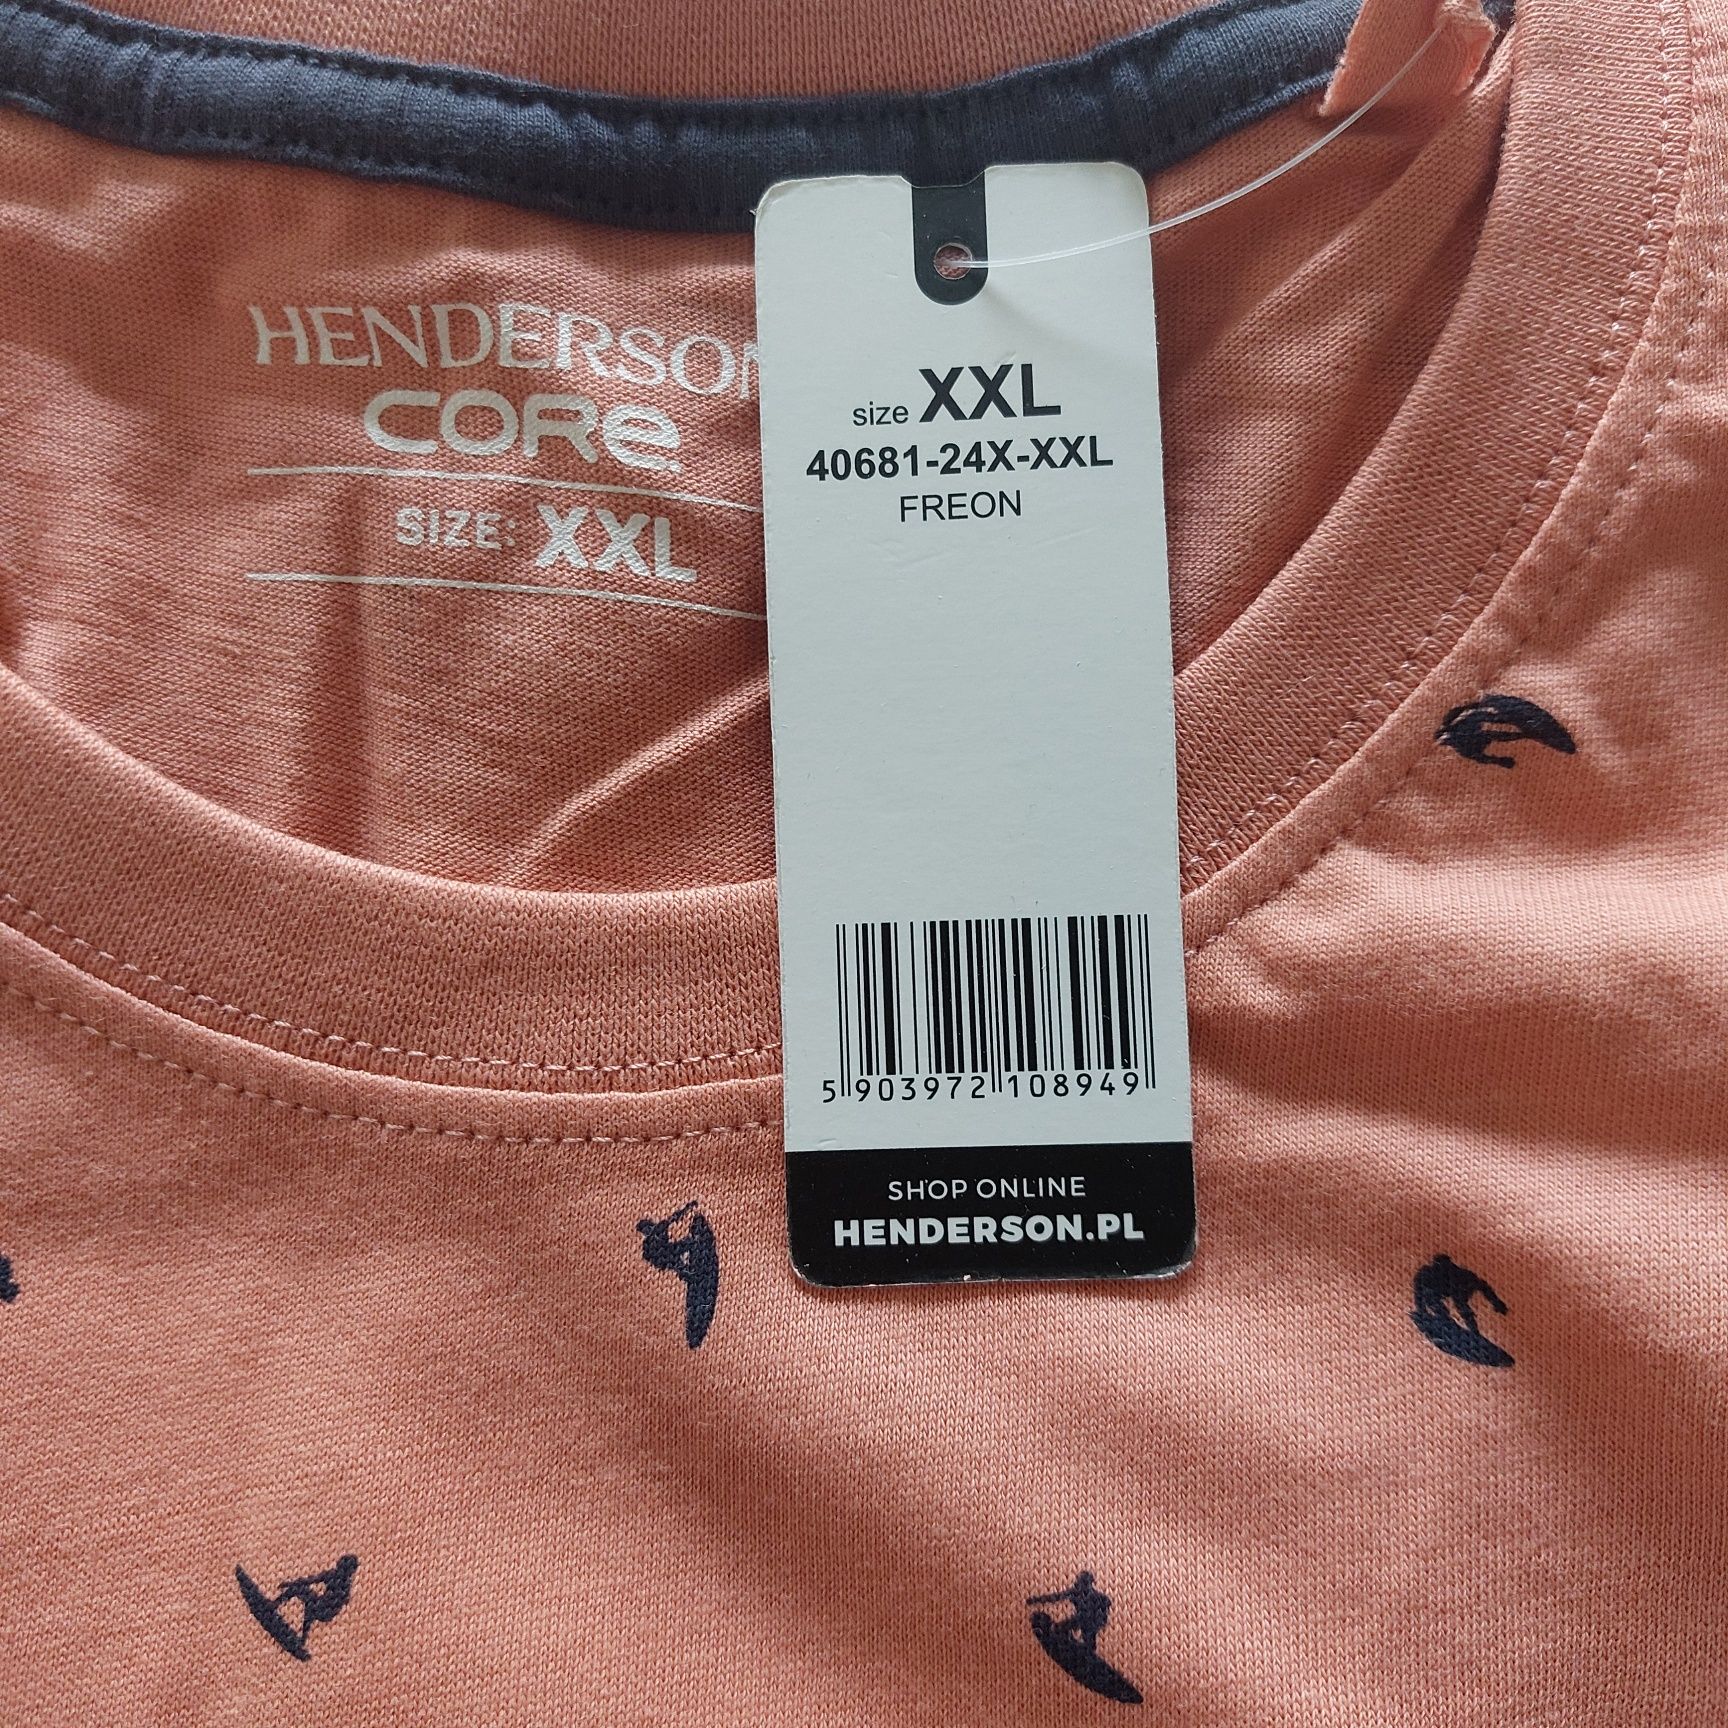 HENDERSON
CORe
SIZE: XXL
size XXL
40681-24X-XXL
FREON
5 903972 108949
SHOP ONLINE
HENDERSON.PL